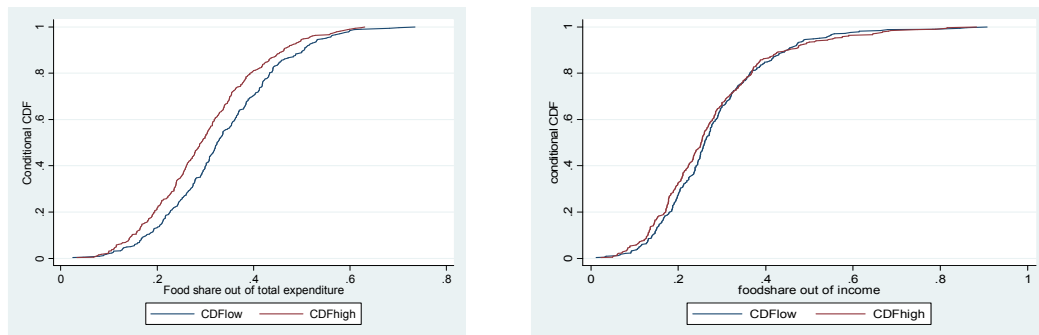 Conditional CDF
1
.8
.6
.4
.2
0
0 .2 .4 .6 .8
Food share out of total expenditure
CDFlow CDFhigh
conditional CDF
1
.8
.6
.4
.2
0
0 .2 .4 .6 .8 1
foodshare out of income
CDFlow CDFhigh